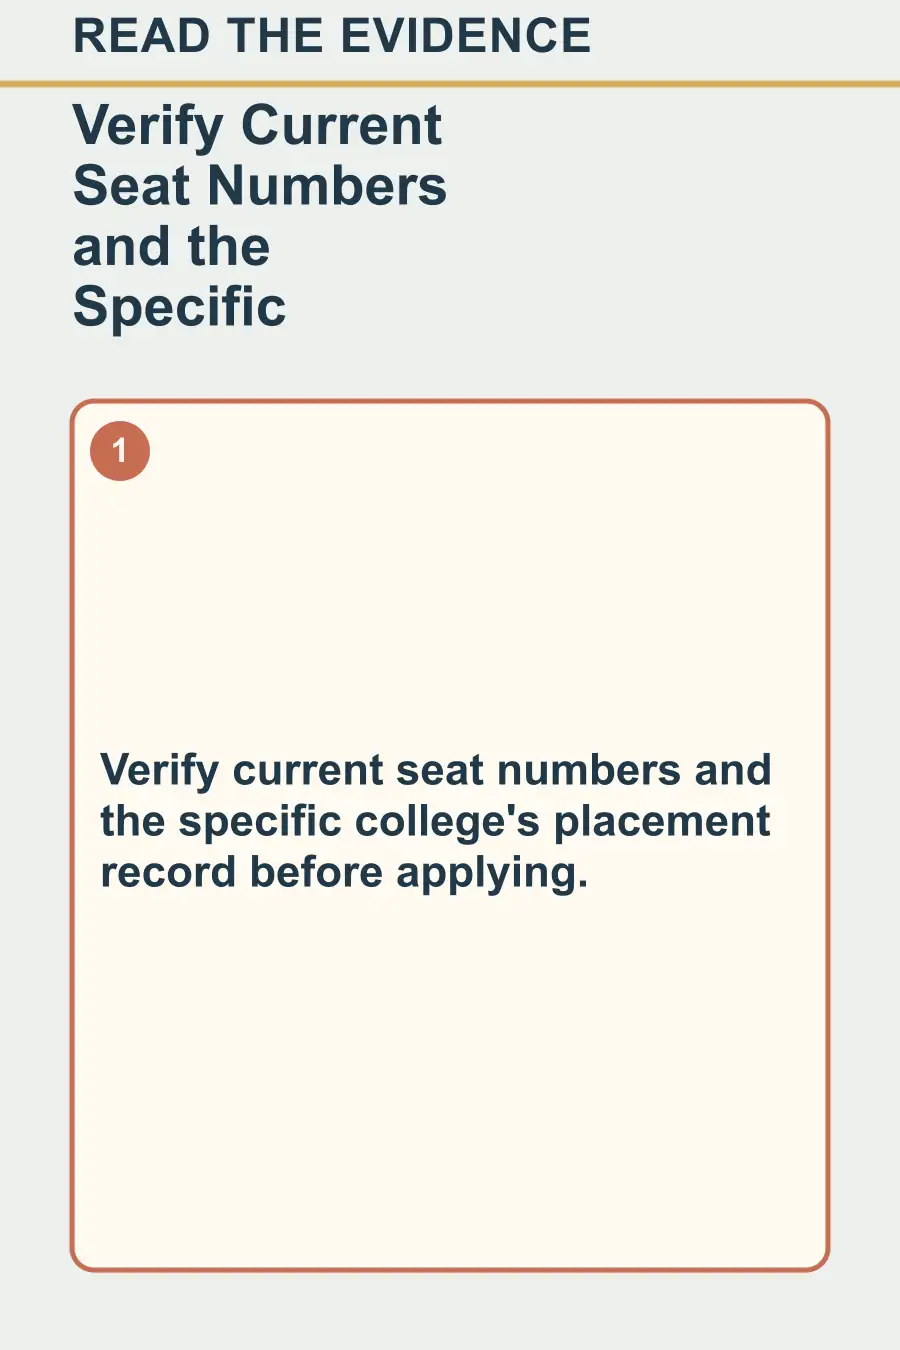 READ THE EVIDENCE
Verify Current
Seat Numbers
and the
Specific
1
Verify current seat numbers and
the specific college's placement
record before applying.